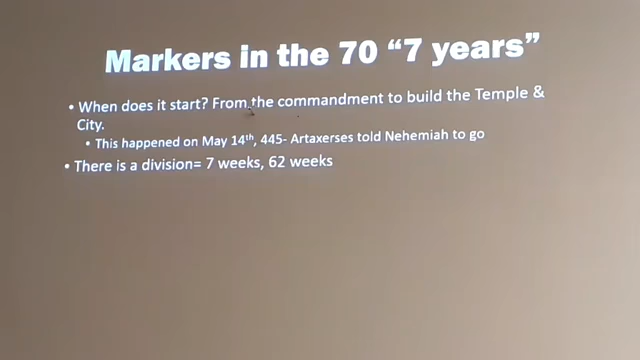 Markers in the 70 “7 years”
• When does it start? From the commandment to build the Temple &
City.
• This happened on May 14th, 445- Artaxerses told Nehemiah to go
• There is a division= 7 weeks, 62 weeks